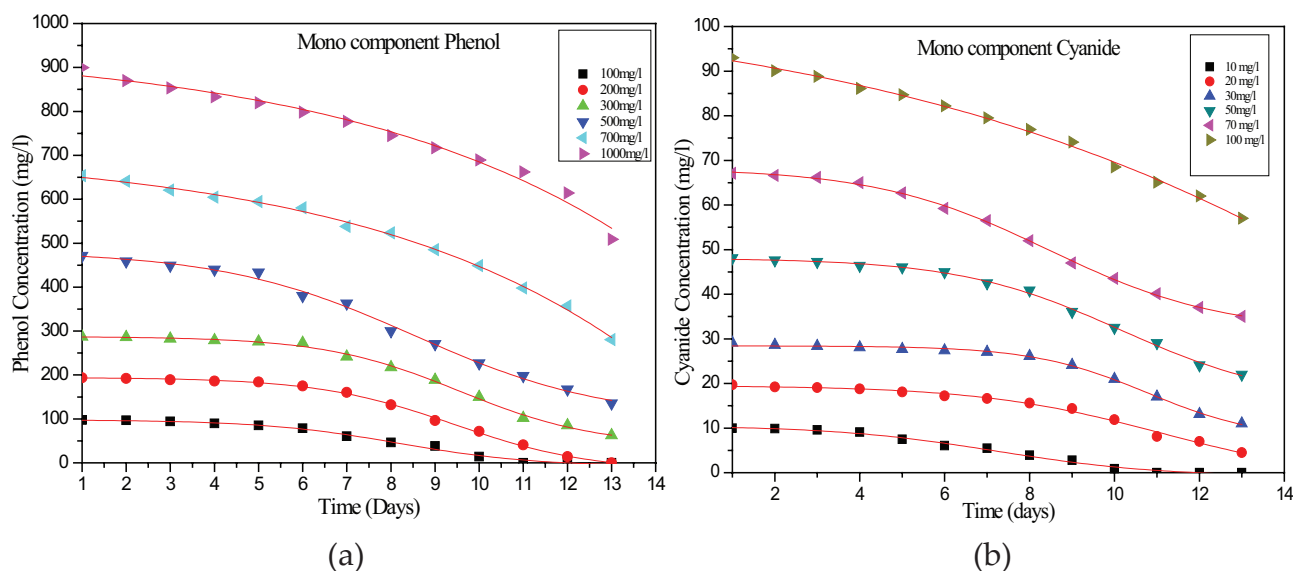 Mono component Phenol
100mg/l
200mg/l
300mg/l
500mg/l
700mg/l
1000mg/l
Phenol Concentration (mg/l)
1000
900
800
700
600
500
400
300
200
100
0
1 2 3 4 5 6 7 8 9 10 11 12 13 14
Time (Days)
(a)
Mono component Cyanide
10 mg/l
20 mg/l
30mg/l
50mg/l
70 mg/l
100 mg/l
Cyanide Concentration (mg/l)
100
90
80
70
60
50
40
30
20
10
0
2 4 6 8 10 12 14
Time (days)
(b)